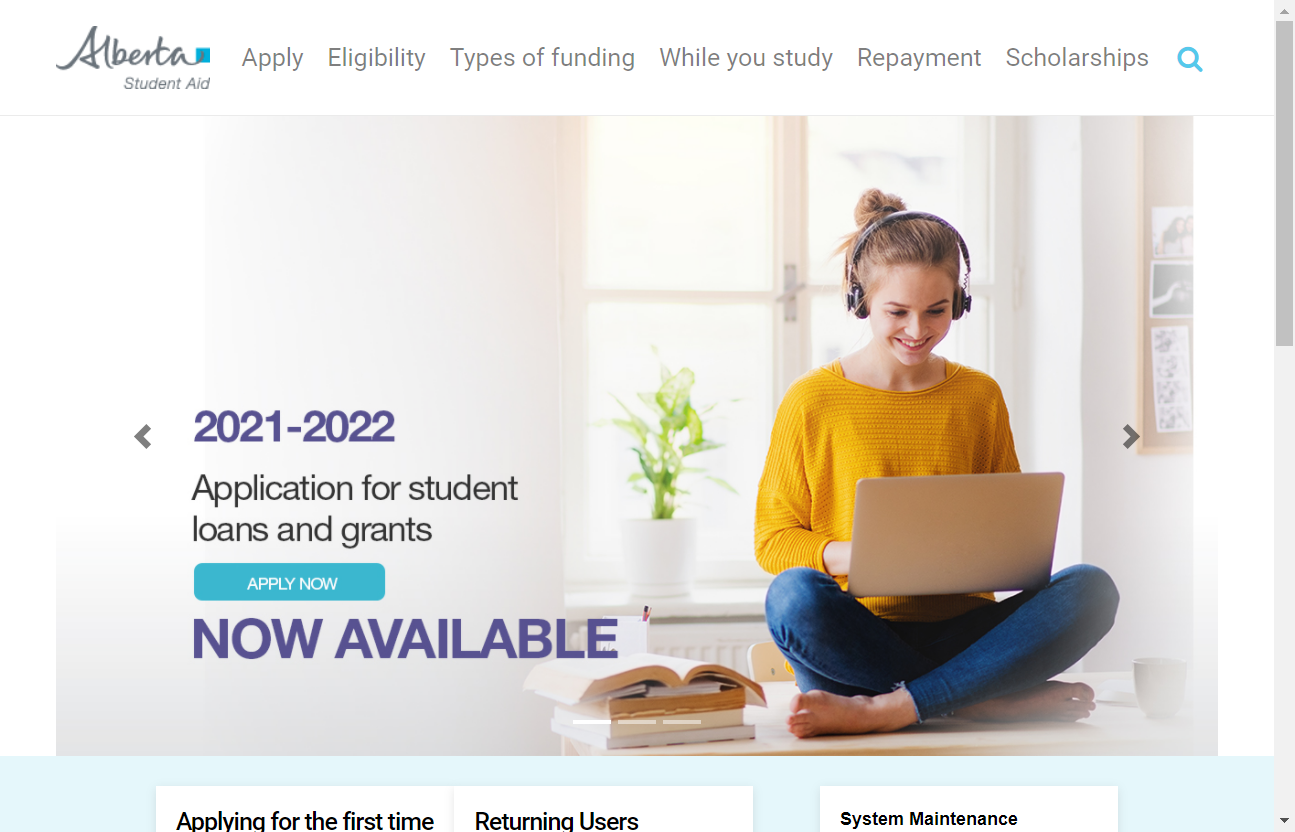 Alberta
Student Aid
Apply
Eligibility
Types of funding
While you study
Repayment
Scholarships
2021-2022
Application for student
loans and grants
APPLY NOW
NOW AVAILABLE
Applying for the first time
Returning Users
System Maintenance